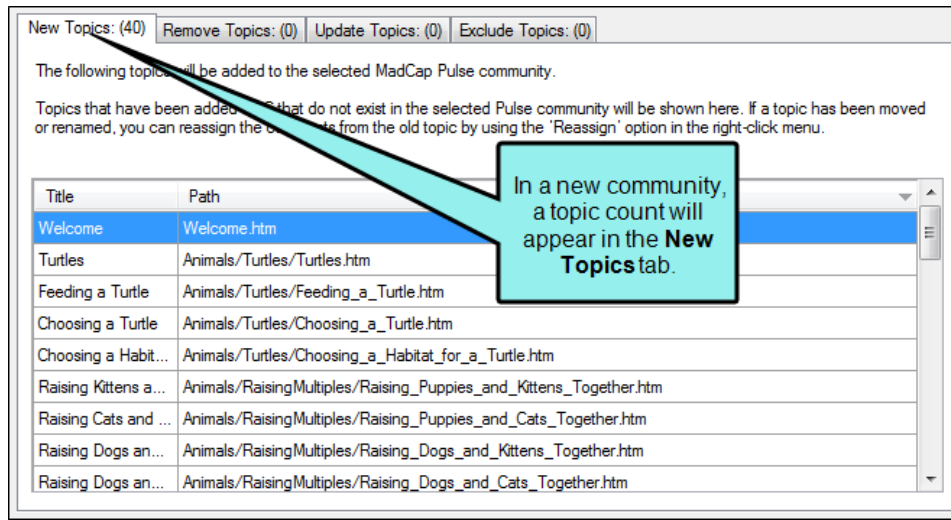 New Topics: (40) Remove Topics: (0) Update Topics: (0) Exclude Topics: (0)
The following topics will be added to the selected MadCap Pulse community.
Topics that have been added that do not exist in the selected Pulse community will be shown here. If a topic has been moved
or renamed, you can reassign the from the old topic by using the 'Reassign' option in the right-click menu.
In a new community,
a topic count will
appear in the New
Topics tab.
Title Path
Welcome Welcome.htm
Turtles Animals/Turtles/Turtles.htm
Feeding a Turtle Animals/Turtles/Feeding_a_Turtle.htm
Choosing a Turtle Animals/Turtles/Choosing_a_Turtle.htm
Choosing a Habit... Animals/Turtles/Choosing_a_Habitat_for_a_Turtle.htm
Raising Kittens a... Animals/RaisingMultiples/Raising_Puppies_and_Kittens_Together.htm
Raising Cats and ... Animals/RaisingMultiples/Raising_Puppies_and_Cats_Together.htm
Raising Dogs an... Animals/RaisingMultiples/Raising_Dogs_and_Kittens_Together.htm
Raising Dogs an... Animals/RaisingMultiples/Raising_Dogs_and_Cats_Together.htm